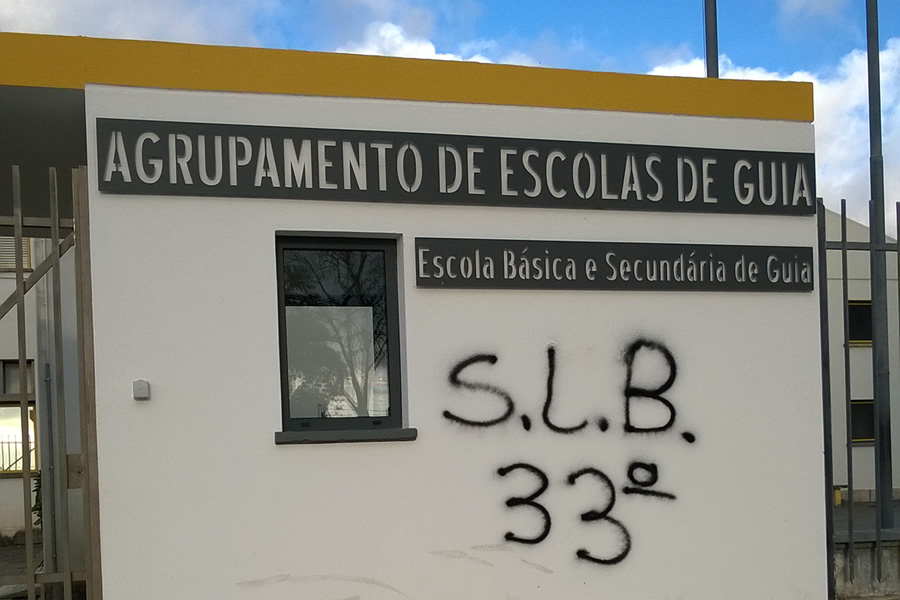 AGRUPAMENTO DE ESCOLAS DE GUIA
Escola Básica e Secundária de Guia
S.L.B.
33º